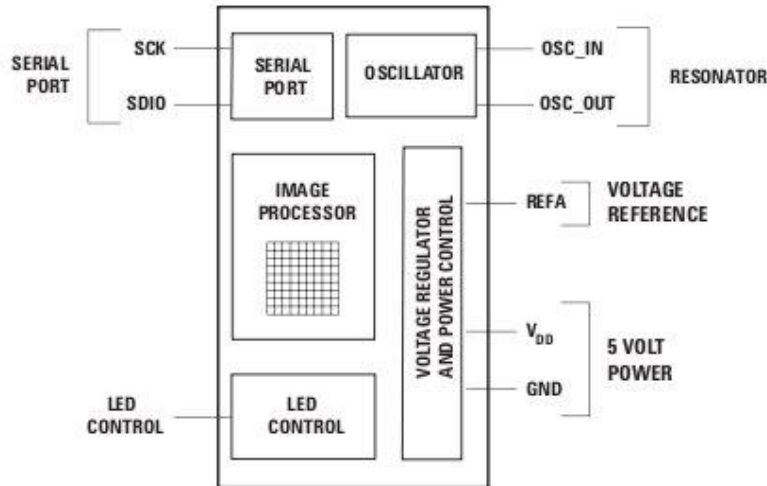 SERIAL
PORT
SCK
SDIO
SERIAL
PORT
OSCILLATOR
OSC_IN
OSC_OUT
RESONATOR
IMAGE
PROCESSOR
VOLTAGE REGULATOR
AND POWER CONTROL
REFA
VOLTAGE
REFERENCE
VDD
GND
5 VOLT
POWER
LED
CONTROL
LED
CONTROL